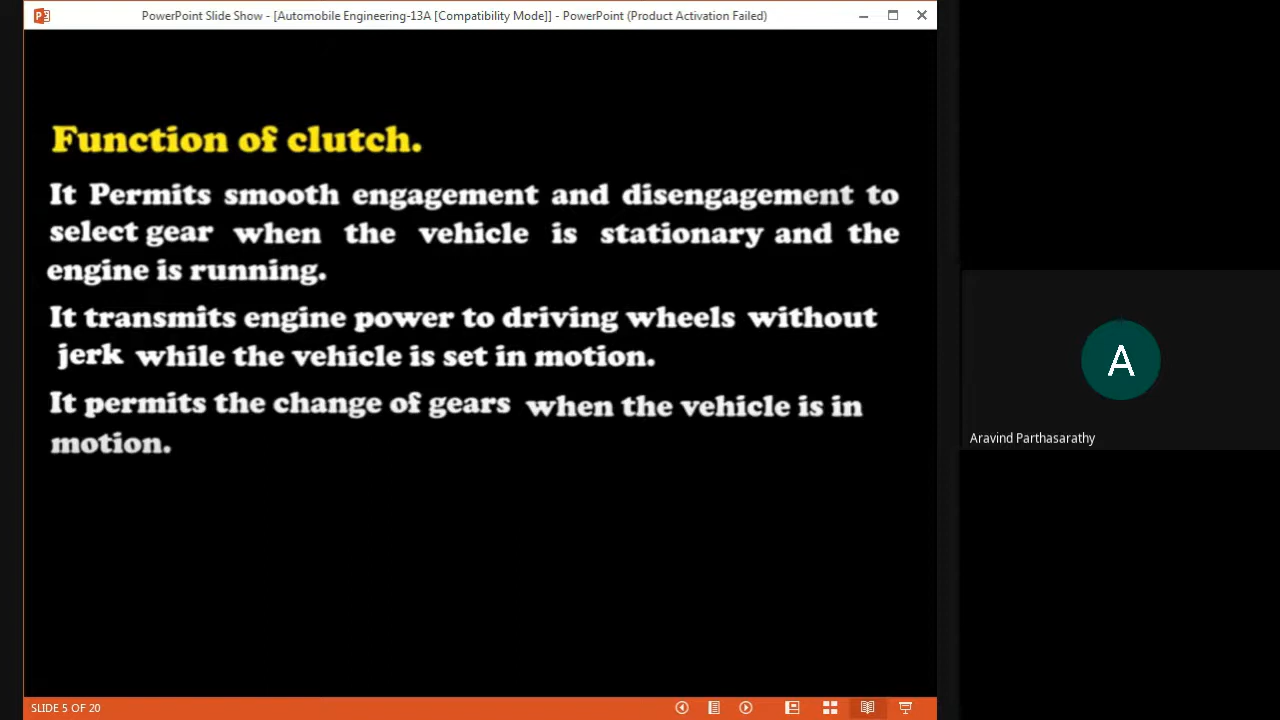 PowerPoint Slide Show - [Automobile Engineering-13A [Compatibility Mode]] - PowerPoint (Product Activation Failed)
Function of clutch.
It Permits smooth engagement and disengagement to
select gear when the vehicle is stationary and the
engine is running.
It transmits engine power to driving wheels without
jerk while the vehicle is set in motion.
It permits the change of gears when the vehicle is in
motion.
A
Aravind Parthasarathy
SLIDE 5 OF 20